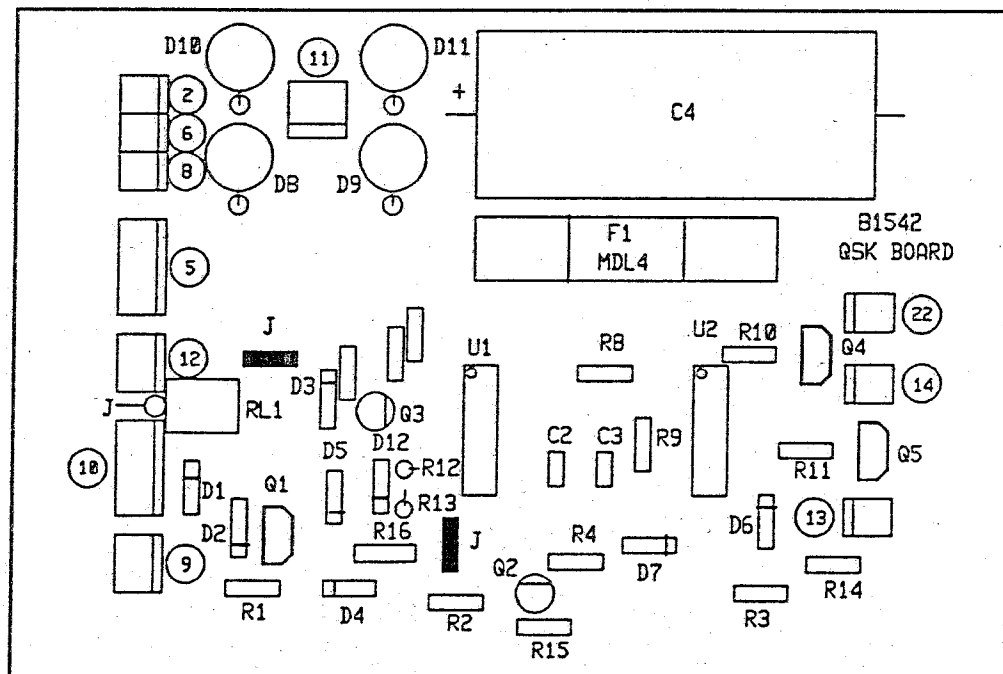 D10
11
D11
2
+
C4
6
8
D8
D9
F1
MDL4
B1542
QSK BOARD
5
22
J
U1
R8
U2
R10
Q4
12
D3
14
J
RL1
Q3
D12
C2
C3
R9
Q5
10
D5
R12
R11
D1
Q1
R13
D2
R16
J
D6
13
R4
9
Q2
D7
R14
R1
D4
R2
R3
R15